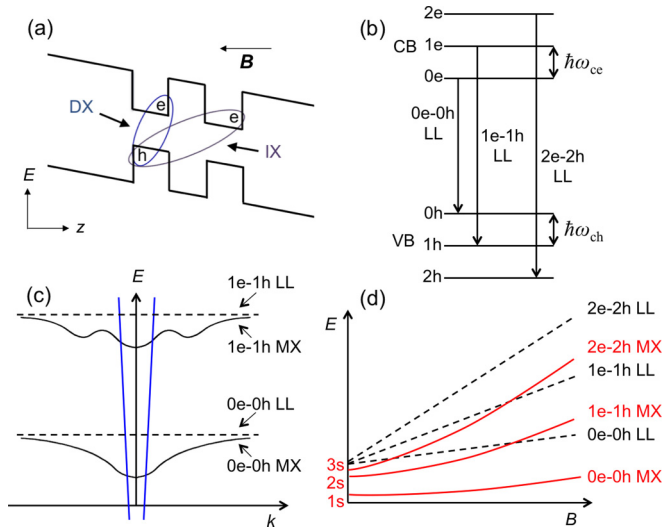 (a)
B
DX
e
e
h
IX
E
z
(b)
2e
CB
1e
0e
ħωce
0e-0h
LL
1e-1h
LL
2e-2h
LL
0h
VB
1h
ħωch
2h
(c)
E
1e-1h LL
1e-1h MX
0e-0h LL
0e-0h MX
k
(d)
E
2e-2h LL
2e-2h MX
1e-1h LL
1e-1h MX
0e-0h LL
0e-0h MX
3s
2s
1s
B